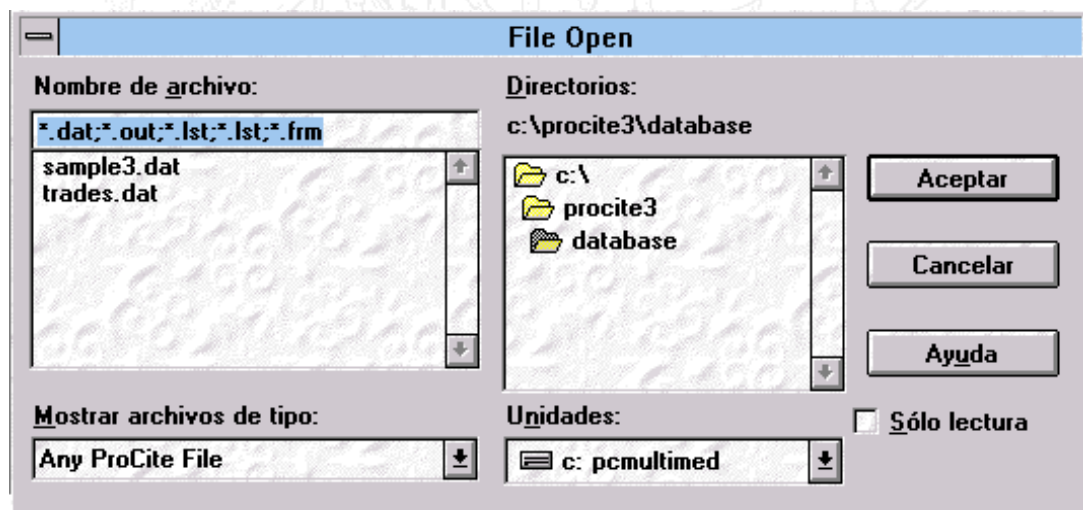 File Open
Nombre de archivo:
*.dat;*.out;*.lst;*.lst;*.frm
sample3.dat
trades.dat
Mostrar archivos de tipo:
Any ProCite File
Directorios:
c:\procite3\database
c:\
procite3
database
Unidades:
c: pcmultimed
Aceptar
Cancelar
Ayuda
Sólo lectura